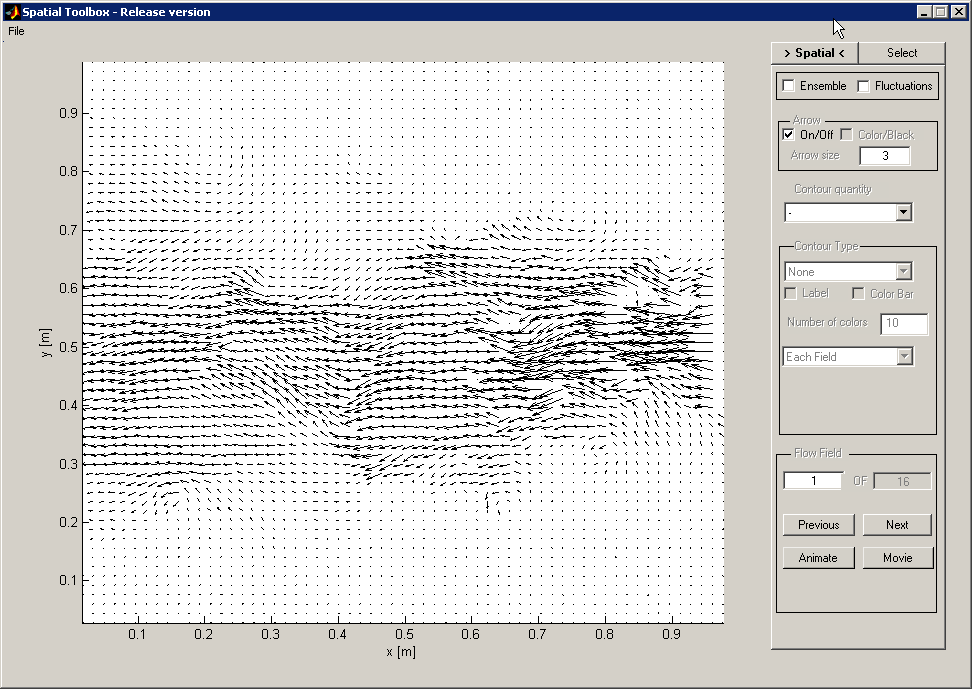 Spatial Toolbox - Release version
File
> Spatial < Select
Ensemble Fluctuations
Arrow
On/Off Color/Black
Arrow size 3
Contour quantity
-
Contour Type
None
Label Color Bar
Number of colors 10
Each Field
Flow Field
1 OF 16
Previous Next
Animate Movie
0.9
0.8
0.7
0.6
0.5
0.4
0.3
0.2
0.1
y [m]
0.1 0.2 0.3 0.4 0.5 0.6 0.7 0.8 0.9
x [m]